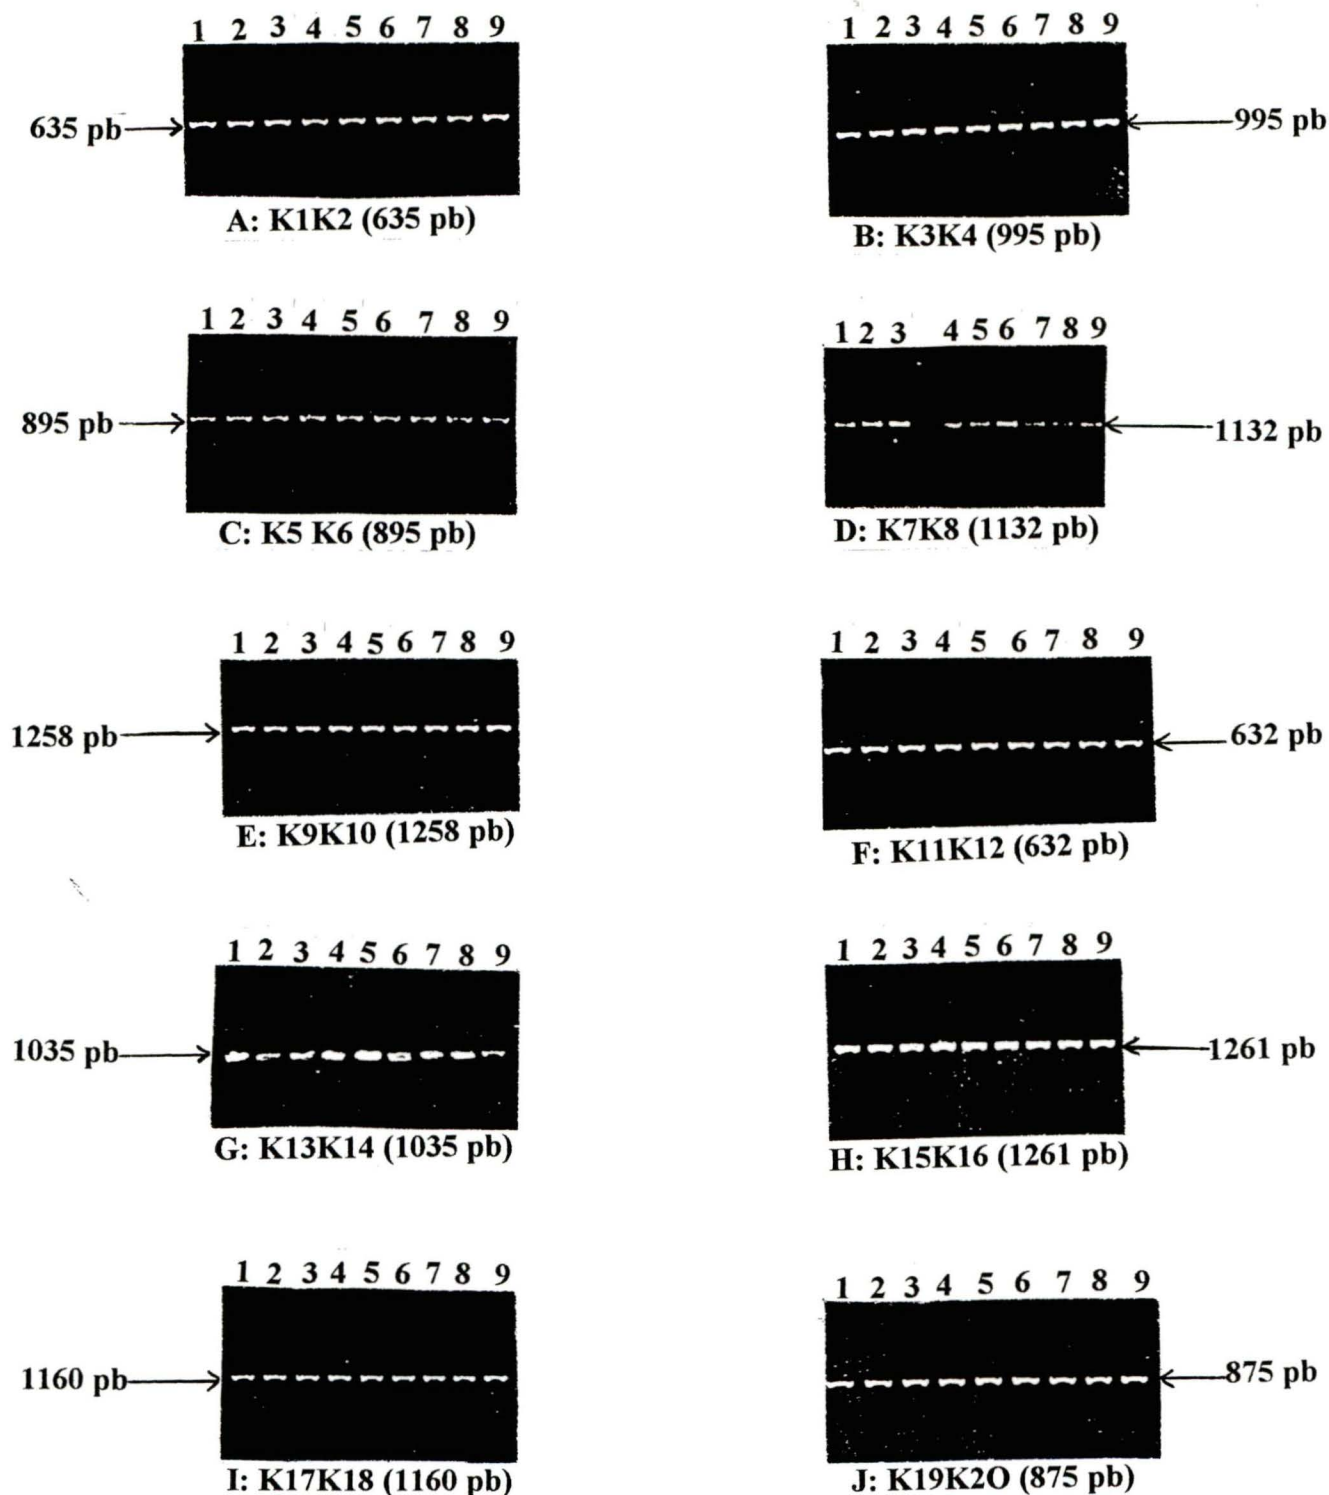 1 2 3 4 5 6 7 8 9
635 pb
A: K1K2 (635 pb)
1 2 3 4 5 6 7 8 9
995 pb
B: K3K4 (995 pb)
1 2 3 4 5 6 7 8 9
895 pb
C: K5 K6 (895 pb)
1 2 3 4 5 6 7 8 9
1132 pb
D: K7K8 (1132 pb)
1 2 3 4 5 6 7 8 9
1258 pb
E: K9K10 (1258 pb)
1 2 3 4 5 6 7 8 9
632 pb
F: K11K12 (632 pb)
1 2 3 4 5 6 7 8 9
1035 pb
G: K13K14 (1035 pb)
1 2 3 4 5 6 7 8 9
1261 pb
H: K15K16 (1261 pb)
1 2 3 4 5 6 7 8 9
1160 pb
I: K17K18 (1160 pb)
1 2 3 4 5 6 7 8 9
875 pb
J: K19K2O (875 pb)